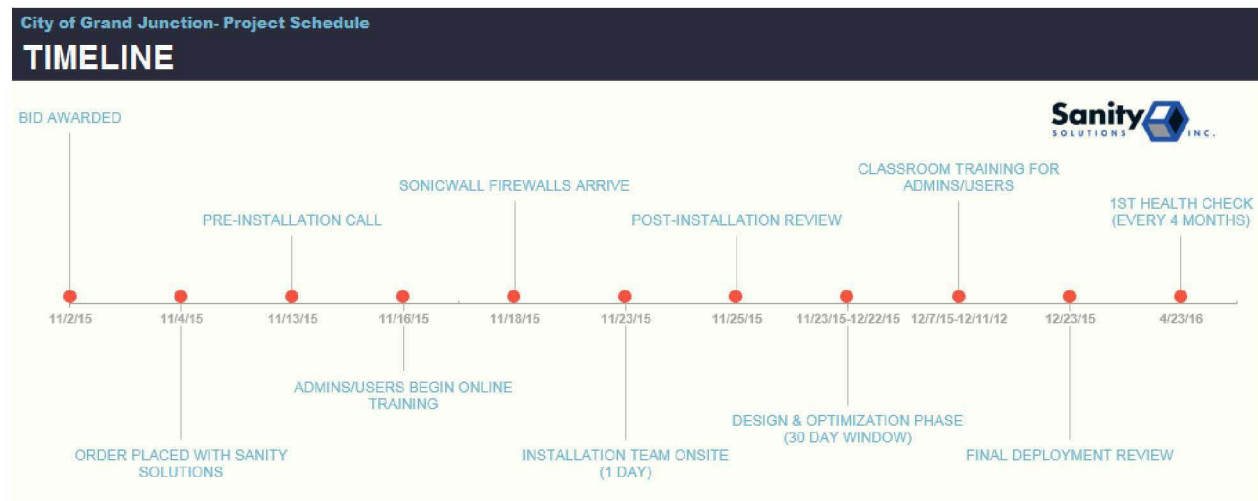 City of Grand Junction- Project Schedule
TIMELINE
Sanity
SOLUTIONS INC.
BID AWARDED
CLASSROOM TRAINING FOR
ADMINS/USERS
SONICWALL FIREWALLS ARRIVE
1ST HEALTH CHECK
(EVERY 4 MONTHS)
PRE-INSTALLATION CALL
POST-INSTALLATION REVIEW
11/2/15 11/4/15 11/13/15 11/16/15 11/18/15 11/23/15 11/25/15 11/23/15-12/22/15 12/7/15-12/11/12 12/23/15 4/23/16
ADMINS/USERS BEGIN ONLINE
TRAINING
DESIGN & OPTIMIZATION PHASE
(30 DAY WINDOW)
ORDER PLACED WITH SANITY
SOLUTIONS
INSTALLATION TEAM ONSITE
(1 DAY)
FINAL DEPLOYMENT REVIEW